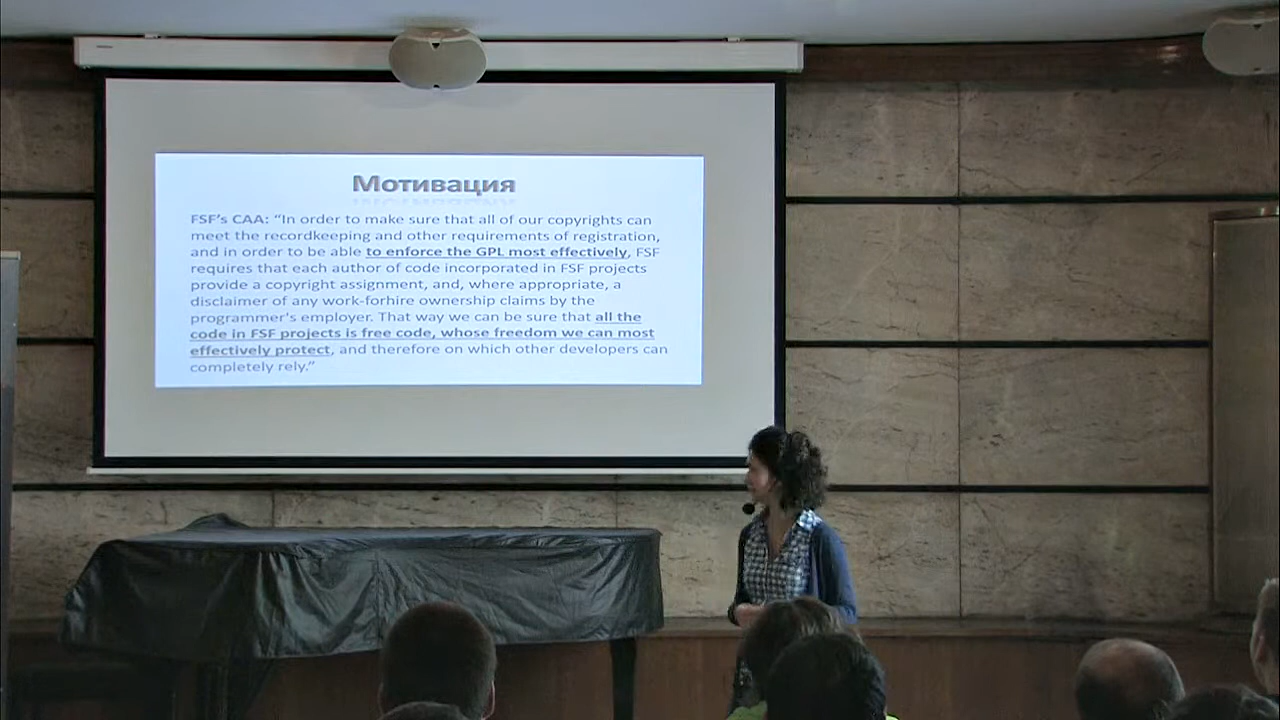 Мотивация
FSF's CAA: “In order to make sure that all of our copyrights can
meet the recordkeeping and other requirements of registration,
and in order to be able to enforce the GPL most effectively, FSF
requires that each author of code incorporated in FSF projects
provide a copyright assignment, and, where appropriate, a
disclaimer of any work-forhire ownership claims by the
programmer's employer. That way we can be sure that all the
code in FSF projects is free code, whose freedom we can most
effectively protect, and therefore on which other developers can
completely rely.”